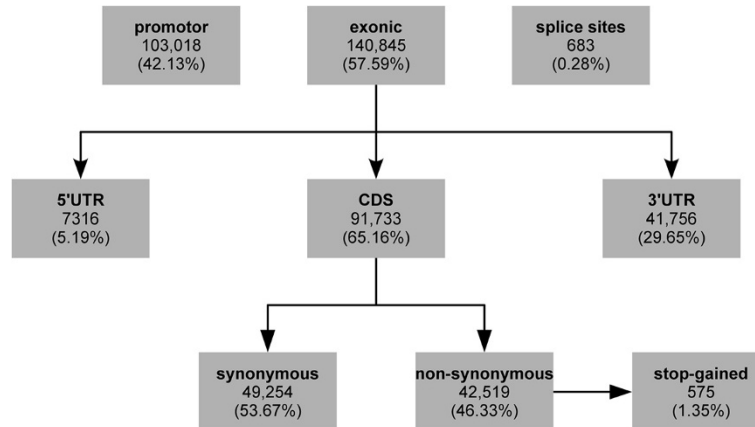 promotor
103,018
(42.13%)
exonic
140,845
(57.59%)
splice sites
683
(0.28%)
5'UTR
7316
(5.19%)
CDS
91,733
(65.16%)
3'UTR
41,756
(29.65%)
synonymous
49,254
(53.67%)
non-synonymous
42,519
(46.33%)
stop-gained
575
(1.35%)